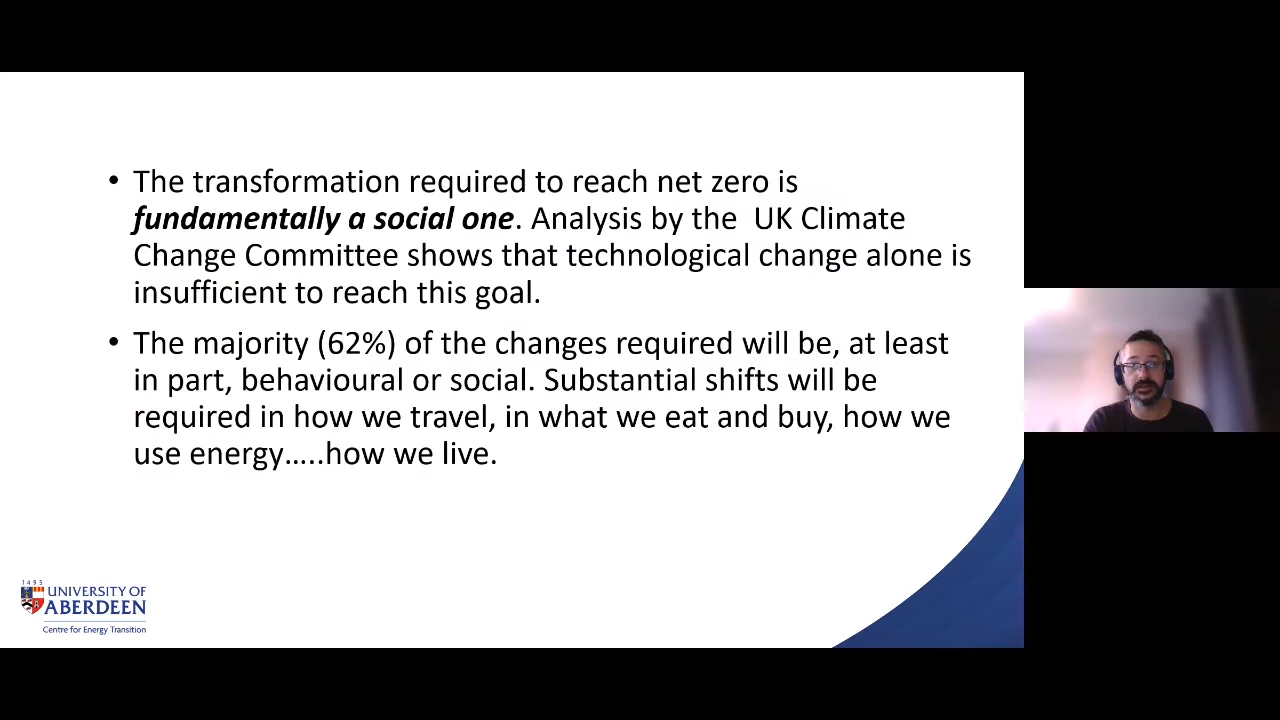 • The transformation required to reach net zero is
fundamentally a social one. Analysis by the  UK Climate
Change Committee shows that technological change alone is
insufficient to reach this goal.
• The majority (62%) of the changes required will be, at least
in part, behavioural or social. Substantial shifts will be
required in how we travel, in what we eat and buy, how we
use energy…..how we live.
1495
UNIVERSITY OF
ABERDEEN
Centre for Energy Transition